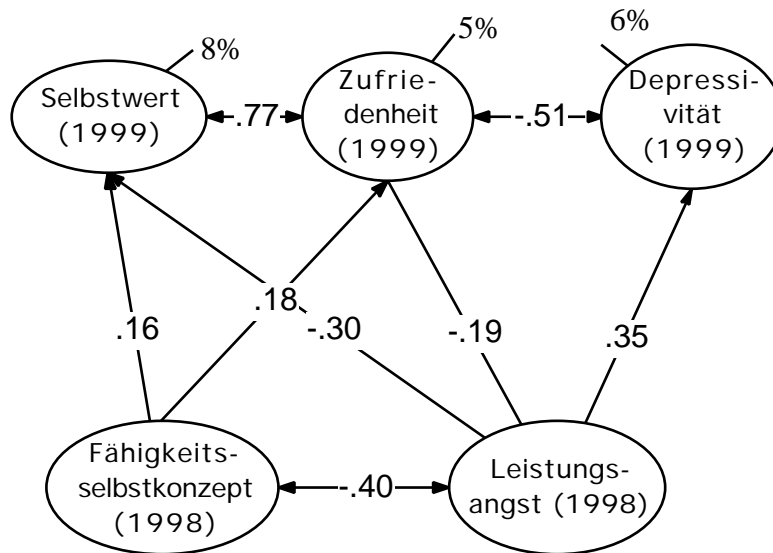 8%
5%
6%
Selbstwert
(1999)
Zufrie-
denheit
(1999)
Depressi-
vität
(1999)
.77
-.51
.16
.18
-.30
-.19
.35
Fähigkeits-
selbstkonzept
(1998)
-.40
Leistungs-
angst (1998)